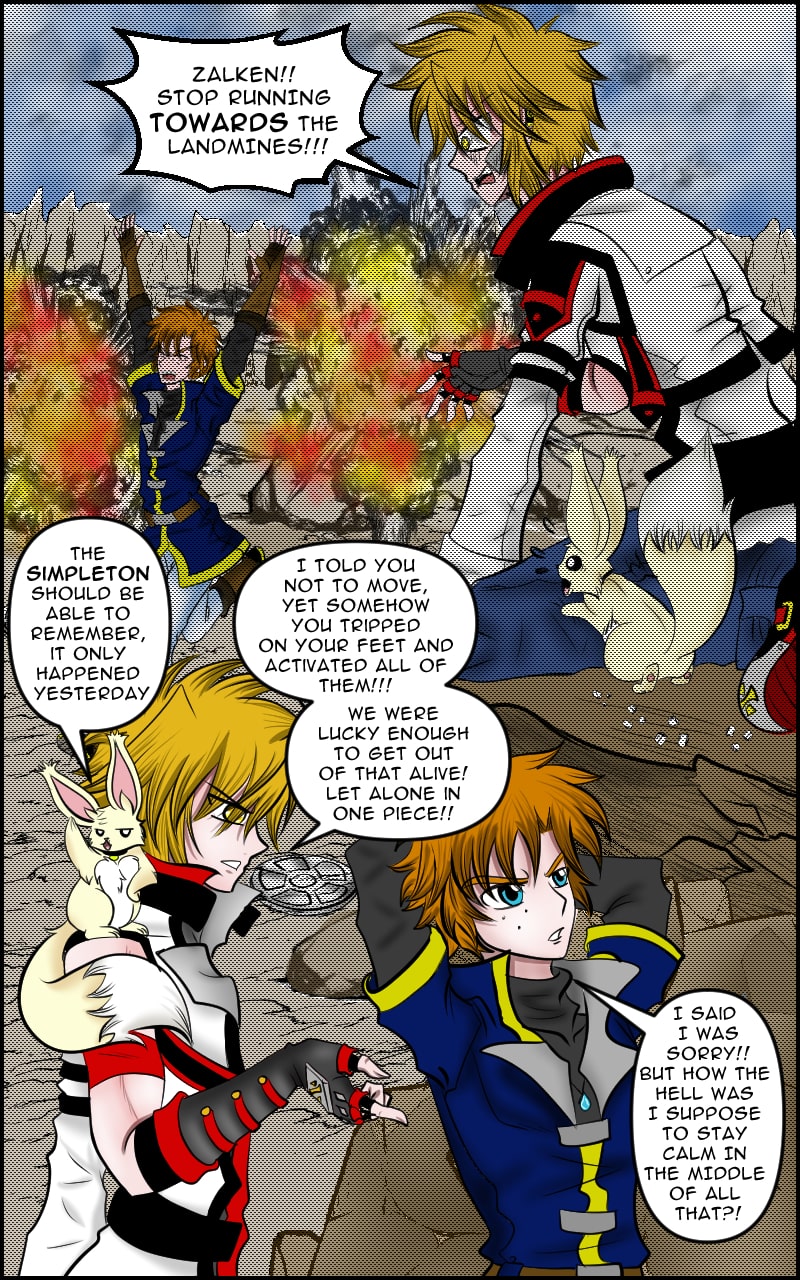 ZALKEN!!
STOP RUNNING
TOWARDS THE
LANDMINES!!!
THE
SIMPLETON
SHOULD BE
ABLE TO
REMEMBER,
IT ONLY
HAPPENED
YESTERDAY
I TOLD YOU
NOT TO MOVE,
YET SOMEHOW
YOU TRIPPED
ON YOUR FEET AND
ACTIVATED ALL OF
THEM!!!
WE WERE
LUCKY ENOUGH
TO GET OUT
OF THAT ALIVE!
LET ALONE IN
ONE PIECE!!
I SAID
I WAS
SORRY!!
BUT HOW THE
HELL WAS
I SUPPOSE
TO STAY
CALM IN
THE MIDDLE
OF ALL
THAT?!